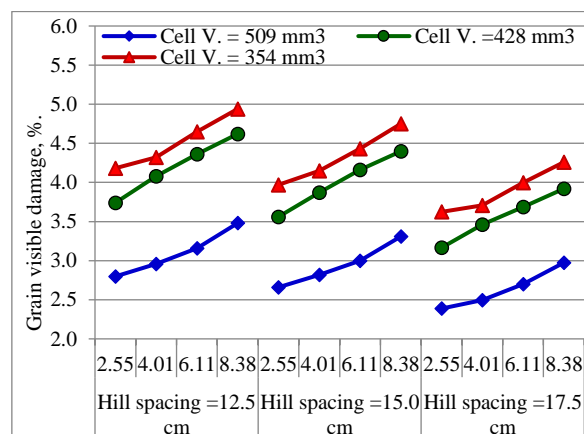 Cell V. = 509 mm3
Cell V. =428 mm3
Cell V. = 354 mm3
Grain visible damage, %.
6.0
5.5
5.0
4.5
4.0
3.5
3.0
2.5
2.0
2.55 4.01 6.11 8.38 2.55 4.01 6.11 8.38 2.55 4.01 6.11 8.38
Hill spacing =12.5 Hill spacing =15.0 Hill spacing =17.5
cm cm cm